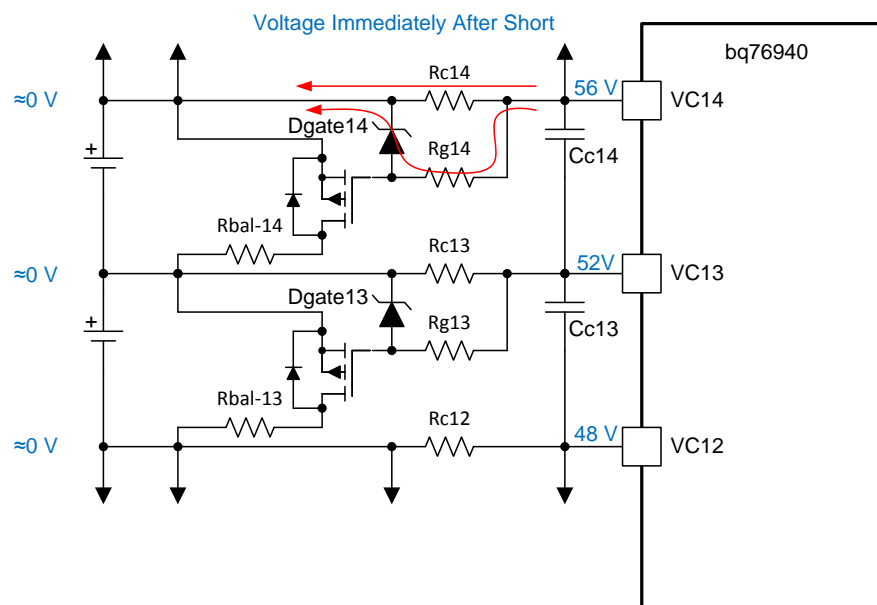 Voltage Immediately After Short
bq76940
≈0 V
Rc14
56 V
VC14
Dgate14
Rg14
Cc14
+
Rbal-14
≈0 V
Rc13
52V
VC13
Dgate13
Rg13
Cc13
+
Rbal-13
≈0 V
Rc12
48 V
VC12